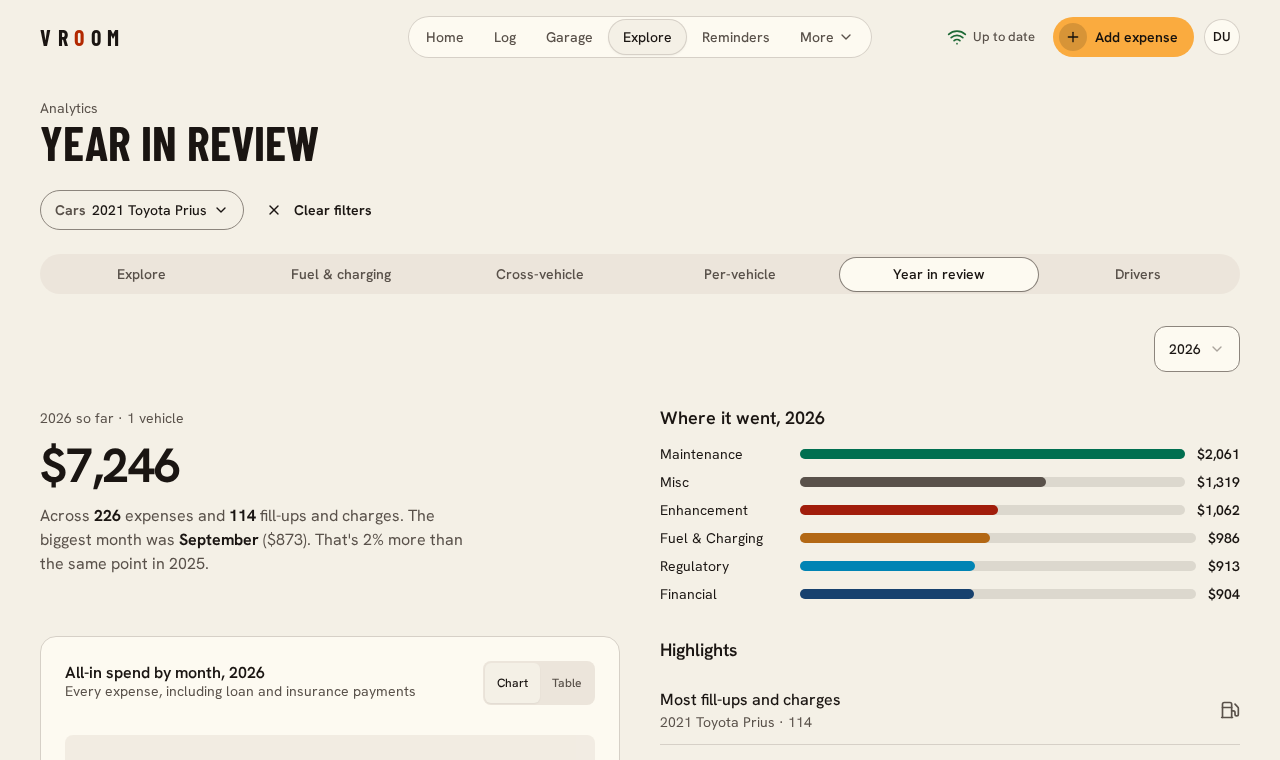 VROOM
Home Log Garage Explore Reminders More
Up to date
Add expense
DU
Analytics
YEAR IN REVIEW
Cars 2021 Toyota Prius
Clear filters
Explore Fuel & charging Cross-vehicle Per-vehicle Year in review Drivers
2026
2026 so far · 1 vehicle
$7,246
Across 226 expenses and 114 fill-ups and charges. The
biggest month was September ($873). That's 2% more than
the same point in 2025.
Where it went, 2026
Maintenance $2,061
Misc $1,319
Enhancement $1,062
Fuel & Charging $986
Regulatory $913
Financial $904
All-in spend by month, 2026
Every expense, including loan and insurance payments
Chart Table
Highlights
Most fill-ups and charges
2021 Toyota Prius · 114